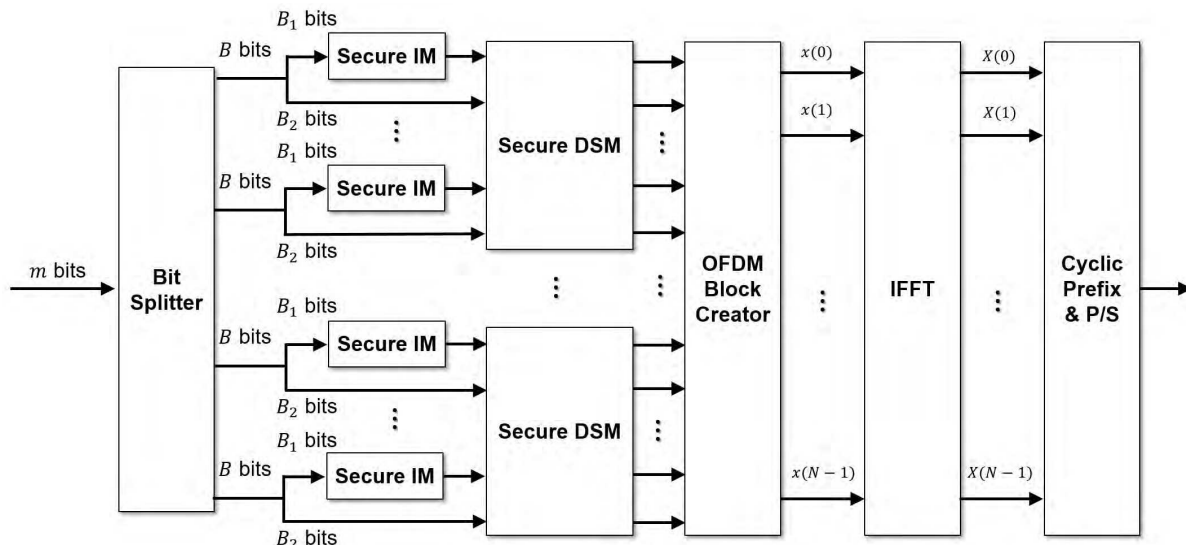 m bits
Bit
Splitter
B bits
B₁ bits
Secure IM
B₂ bits
B bits
B₁ bits
Secure IM
B₂ bits
Secure DSM
B bits
B₁ bits
Secure IM
B₂ bits
B bits
B₁ bits
Secure IM
B₂ bits
Secure DSM
OFDM
Block
Creator
x(0)
x(1)
x(N − 1)
IFFT
X(0)
X(1)
X(N − 1)
Cyclic
Prefix
& P/S